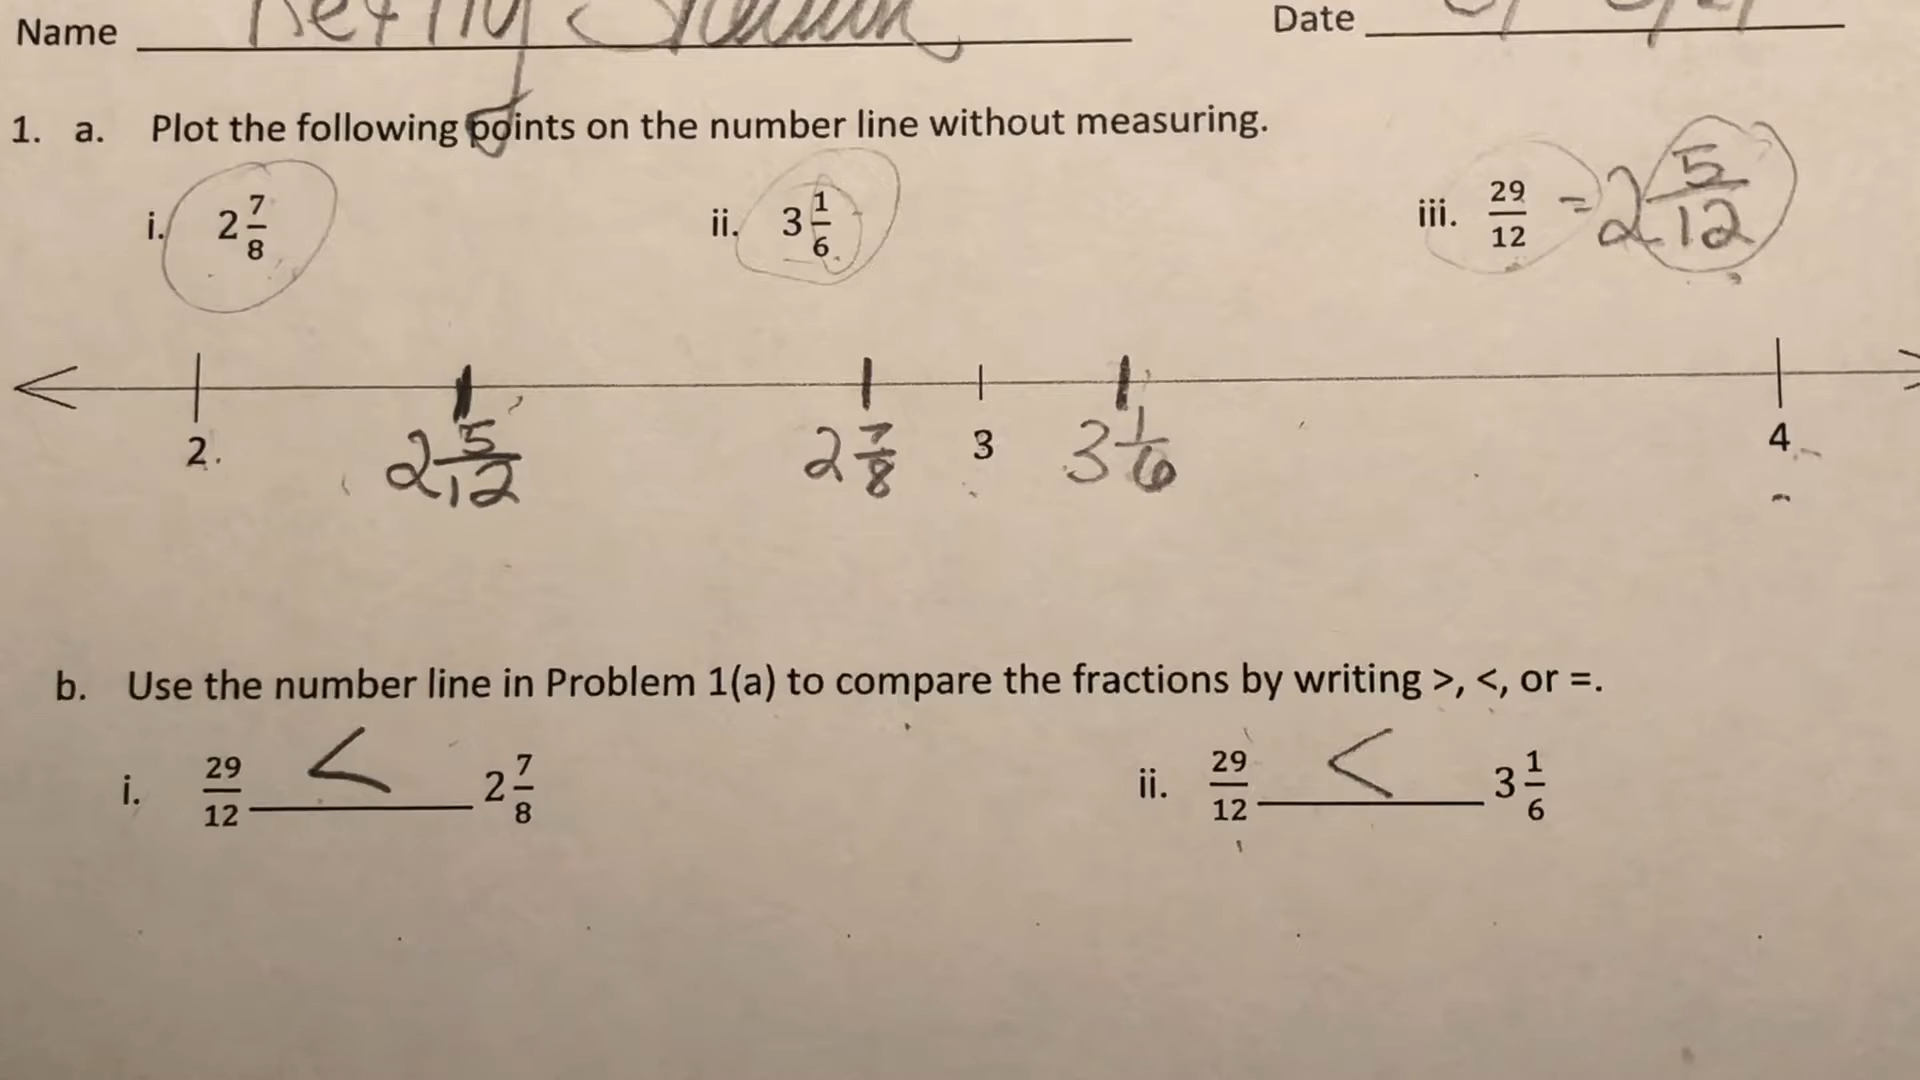 Name Date
1. a. Plot the following points on the number line without measuring.
i. 2 7/8 ii. 3 1/6 iii. 29/12 = 2 5/12
2. 2 5/12 2 7/8 3 3 1/6 4
b. Use the number line in Problem 1(a) to compare the fractions by writing >, <, or =.
i. 29/12 < 2 7/8 ii. 29/12 < 3 1/6